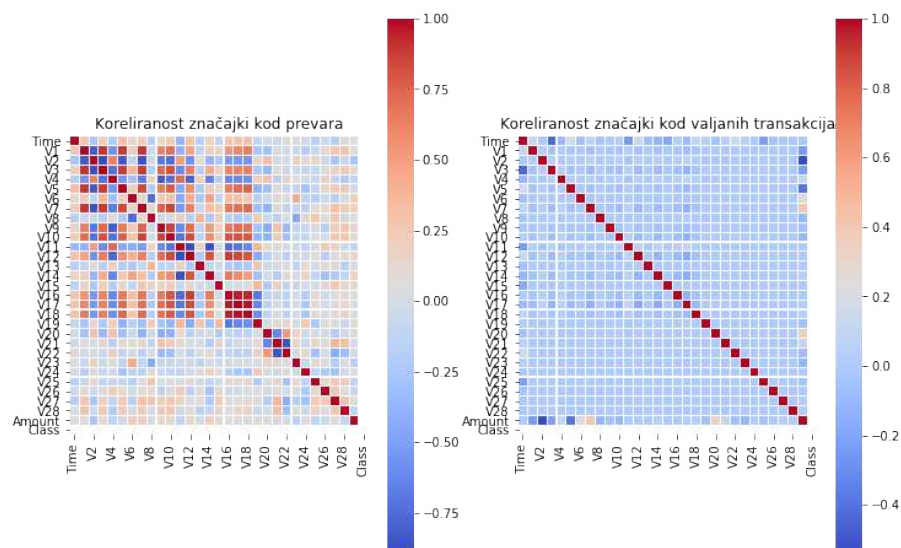 Koreliranost značajki kod prevara
Time
V1
V2
V3
V4
V5
V6
V7
V8
V9
V10
V11
V12
V13
V14
V15
V16
V17
V18
V19
V20
V21
V22
V23
V24
V25
V26
V27
V28
Amount
Class
Time
V2
V4
V6
V8
V10
V12
V14
V16
V18
V20
V22
V24
V26
V28
Class
1.00
0.75
0.50
0.25
0.00
−0.25
−0.50
−0.75
Koreliranost značajki kod valjanih transakcija
Time
V1
V2
V3
V4
V5
V6
V7
V8
V9
V10
V11
V12
V13
V14
V15
V16
V17
V18
V19
V20
V21
V22
V23
V24
V25
V26
V27
V28
Amount
Class
Time
V2
V4
V6
V8
V10
V12
V14
V16
V18
V20
V22
V24
V26
V28
Class
1.0
0.8
0.6
0.4
0.2
0.0
−0.2
−0.4